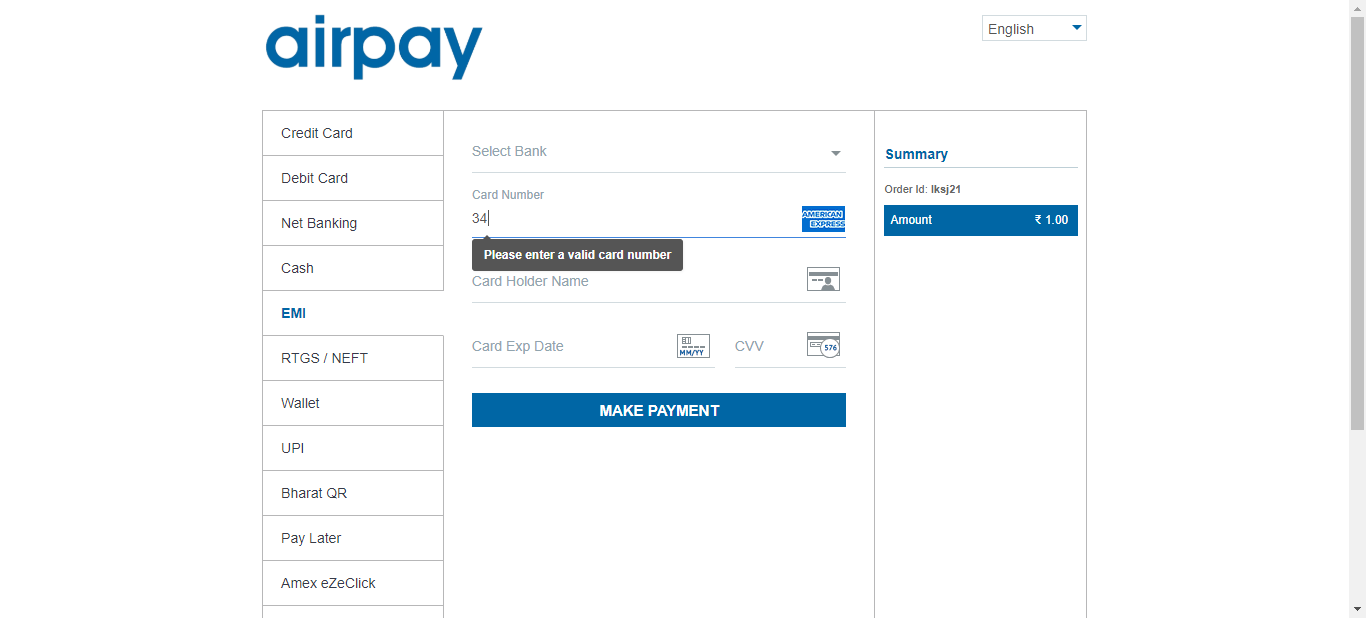 airpay
English
Credit Card
Debit Card
Net Banking
Cash
EMI
RTGS / NEFT
Wallet
UPI
Bharat QR
Pay Later
Amex eZeClick
Select Bank
Card Number
34
AMERICAN
EXPRESS
Please enter a valid card number
Card Holder Name
Card Exp Date
MM/YY
CVV
576
MAKE PAYMENT
Summary
Order Id: lksj21
Amount ₹ 1.00